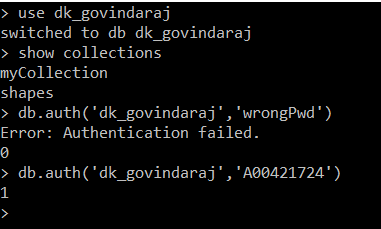 > use dk_govindaraj
switched to db dk_govindaraj
> show collections
myCollection
shapes
> db.auth('dk_govindaraj','wrongPwd')
Error: Authentication failed.
0
> db.auth('dk_govindaraj','A00421724')
1
>